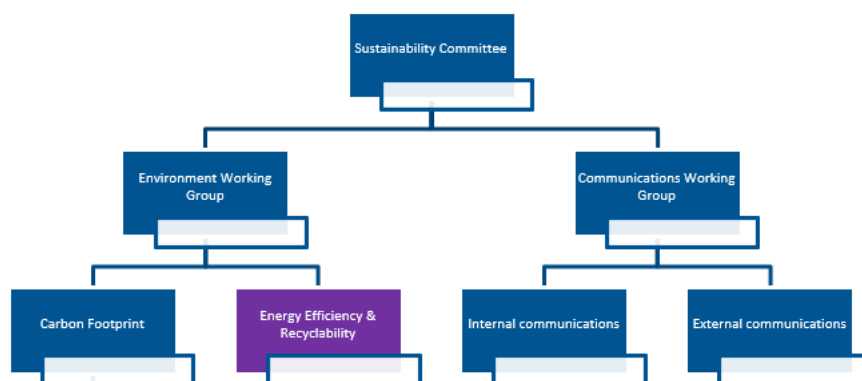 Sustainability Committee
Environment Working
Group
Communications Working
Group
Carbon Footprint
Energy Efficiency &
Recyclability
Internal communications
External communications